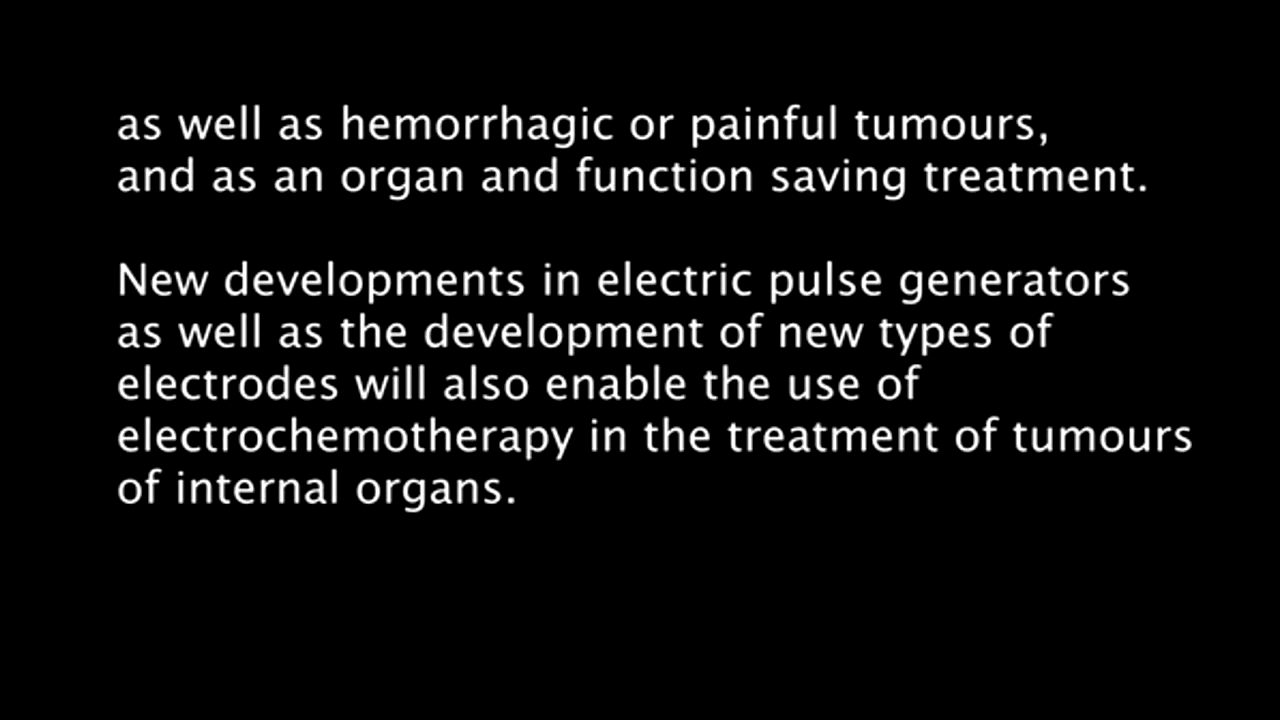 as well as hemorrhagic or painful tumours,
and as an organ and function saving treatment.
New developments in electric pulse generators
as well as the development of new types of
electrodes will also enable the use of
electrochemotherapy in the treatment of tumours
of internal organs.